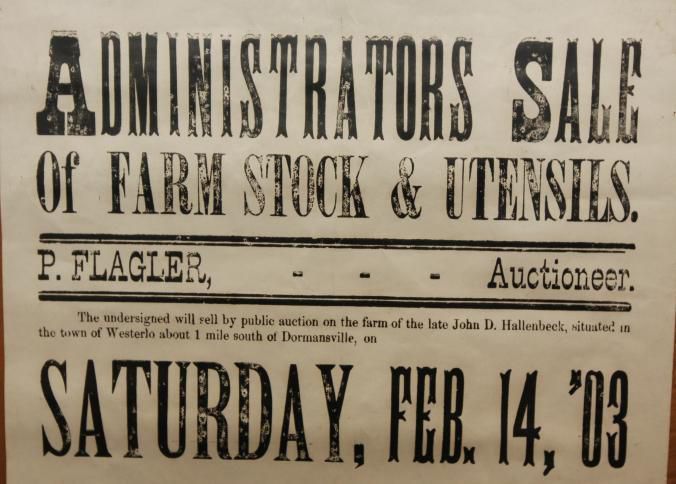 ADMINISTRATORS SALE
Of FARM STOCK & UTENSILS.
P. FLAGLER, - - - Auctioneer.
The undersigned will sell by public auction on the farm of the late John D. Hallenbeck, situated in
the town of Westerlo about 1 mile south of Dormansville, on
SATURDAY, FEB. 14, '03